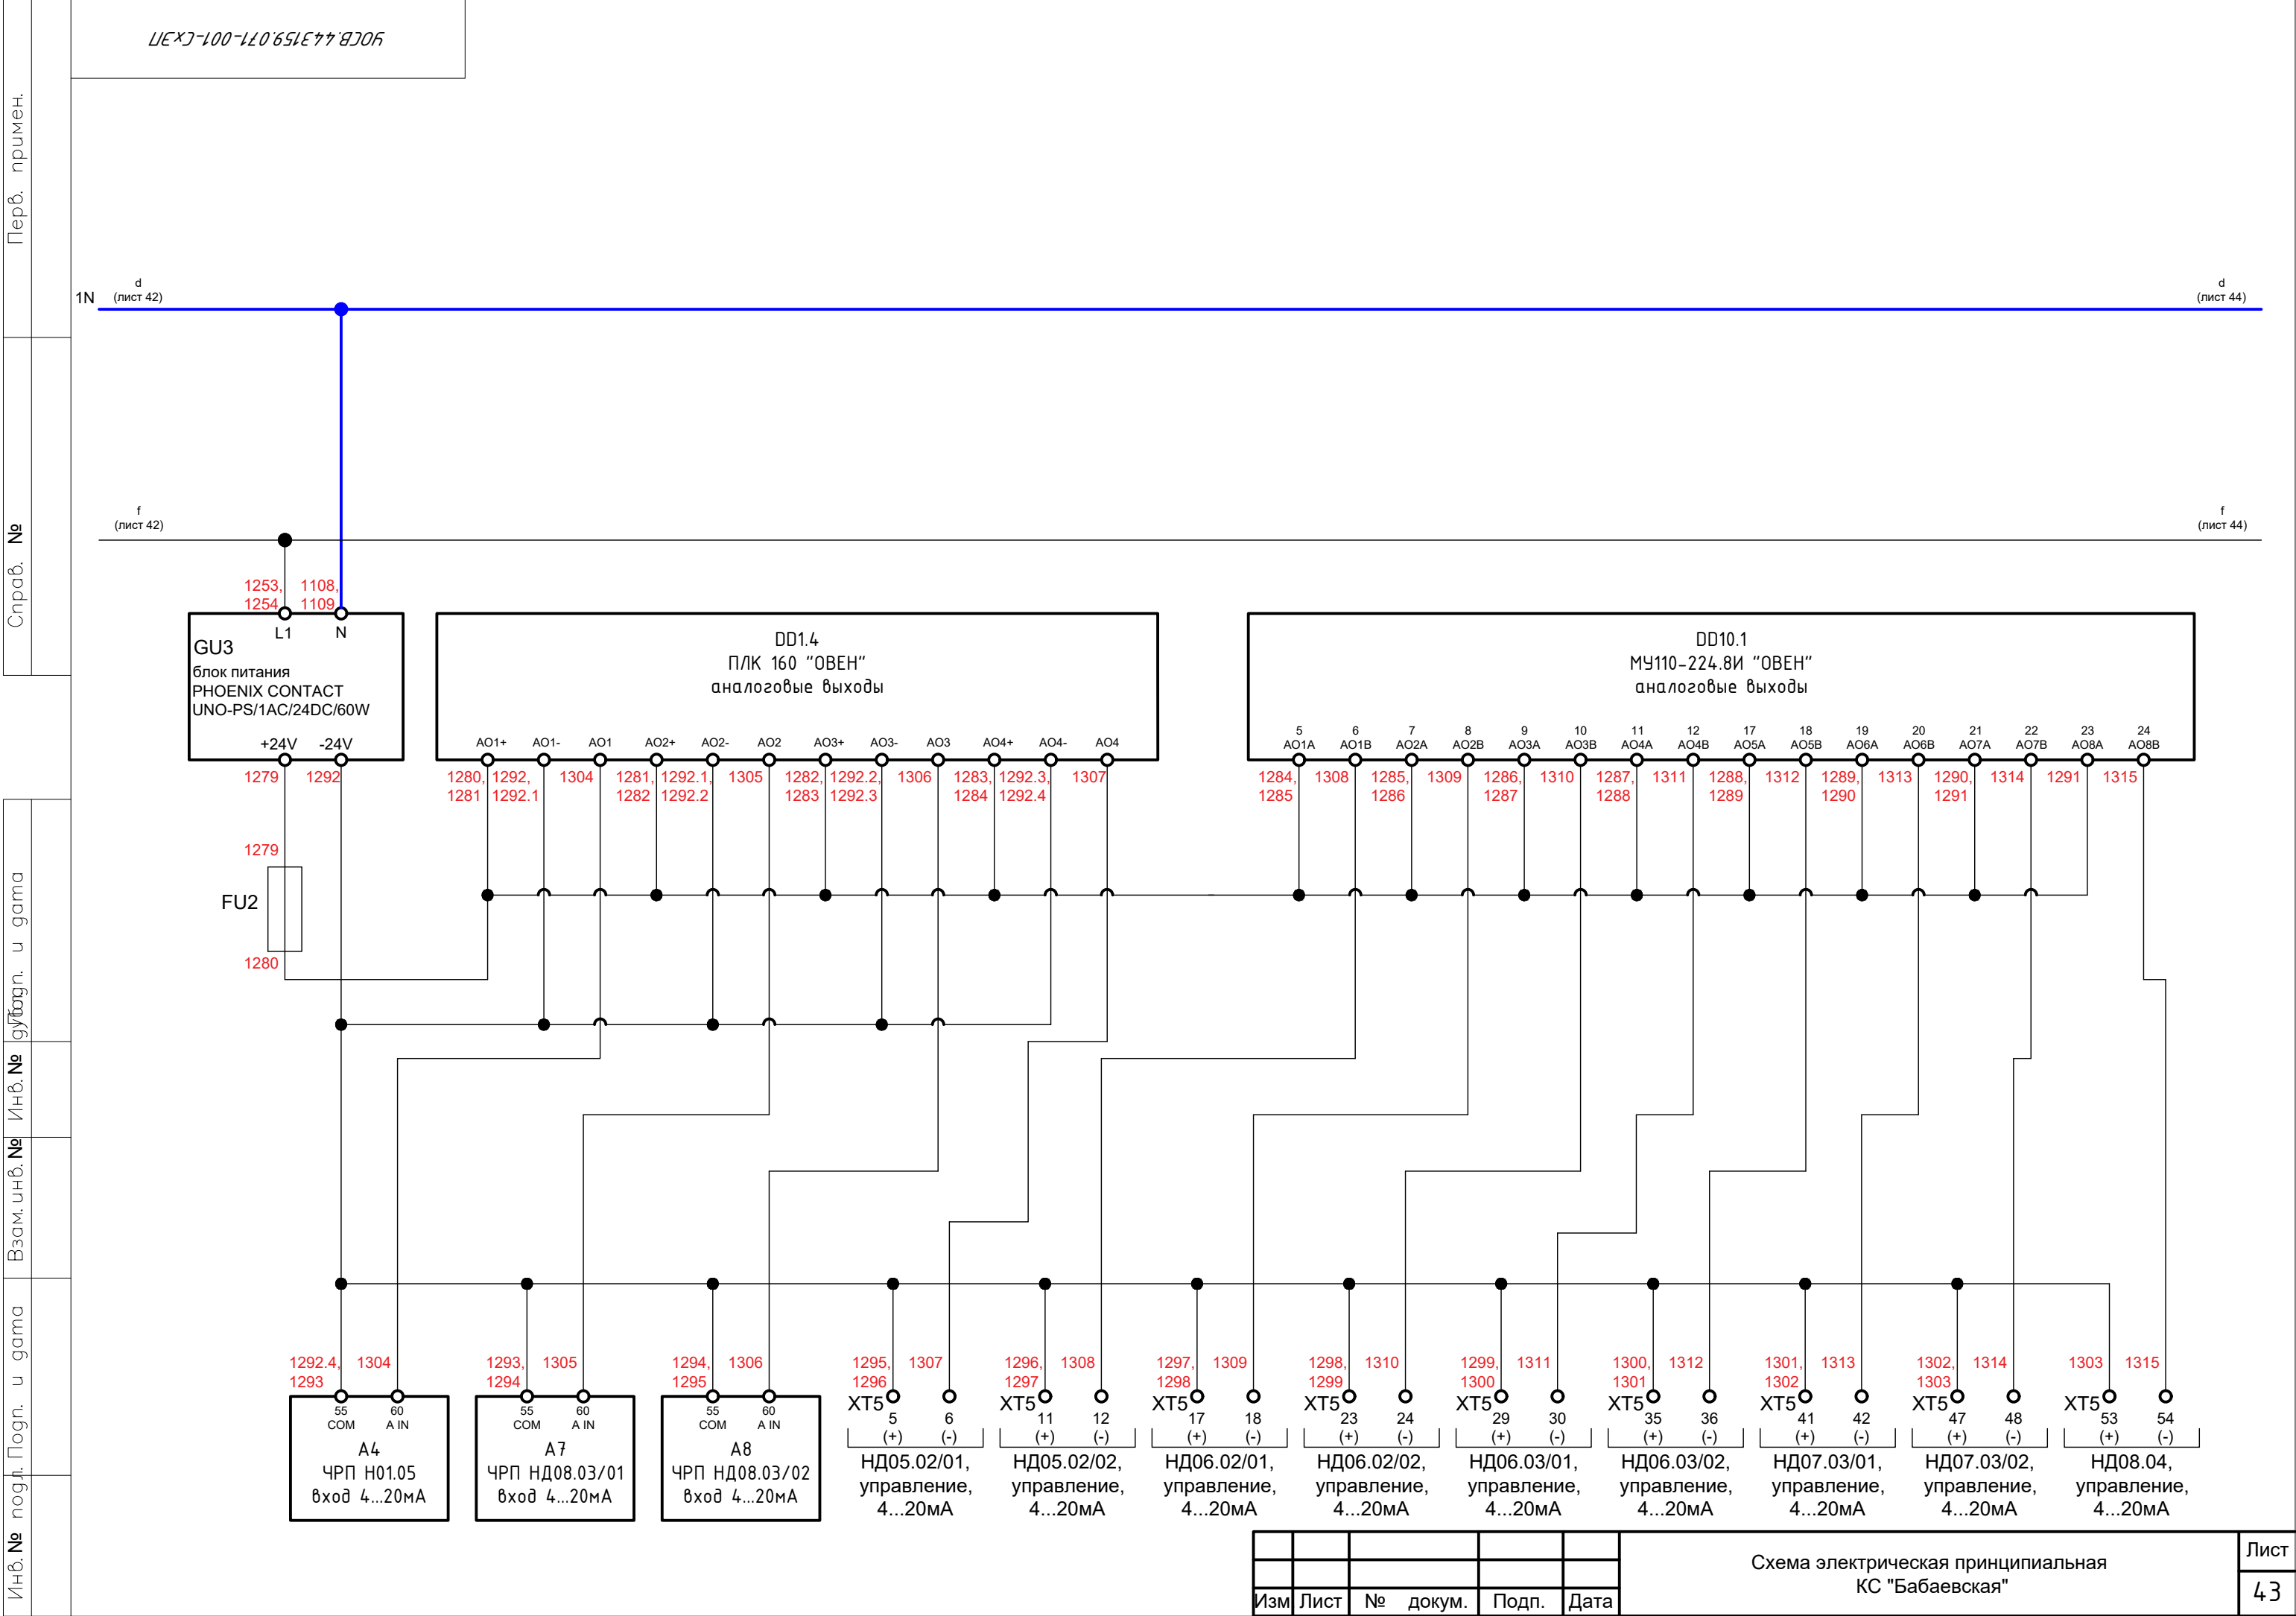 УОСВ.443159.071-001-СхЭП
Перв. примен.
Справ. №
Подп. и дата
Инв. № дубл.
Взам. инв. №
Подп. и дата
Инв. № подл.
1N
d
(лист 42)
d
(лист 44)
f
(лист 42)
f
(лист 44)
1253, 1108,
1254 1109
L1 N
GU3
блок питания
PHOENIX CONTACT
UNO-PS/1AC/24DC/60W
+24V -24V
1279 1292
1279
FU2
1280
DD1.4
ПЛК 160 "ОВЕН"
аналоговые выходы
AO1+ AO1- AO1 AO2+ AO2- AO2 AO3+ AO3- AO3 AO4+ AO4- AO4
1280, 1292, 1304 1281, 1292.1, 1305 1282, 1292.2, 1306 1283, 1292.3, 1307
1281 1292.1 1282 1292.2 1283 1292.3 1284 1292.4
DD10.1
МУ110-224.8И "ОВЕН"
аналоговые выходы
5 6 7 8 9 10 11 12 17 18 19 20 21 22 23 24
AO1A AO1B AO2A AO2B AO3A AO3B AO4A AO4B AO5A AO5B AO6A AO6B AO7A AO7B AO8A AO8B
1284, 1308 1285, 1309 1286, 1310 1287, 1311 1288, 1312 1289, 1313 1290, 1314 1291 1315
1285 1286 1287 1288 1289 1290 1291
1292.4, 1304 1293, 1305 1294, 1306 1295, 1307 1296, 1308 1297, 1309 1298, 1310 1299, 1311 1300, 1312 1301, 1313 1302, 1314 1303 1315
1293 1294 1295 1296 1297 1298 1299 1300 1301 1302 1303
55 60
COM A IN
A4
ЧРП Н01.05
вход 4...20мА
55 60
COM A IN
A7
ЧРП НД08.03/01
вход 4...20мА
55 60
COM A IN
A8
ЧРП НД08.03/02
вход 4...20мА
XT5
5 6
(+) (-)
НД05.02/01,
управление,
4...20мА
XT5
11 12
(+) (-)
НД05.02/02,
управление,
4...20мА
XT5
17 18
(+) (-)
НД06.02/01,
управление,
4...20мА
XT5
23 24
(+) (-)
НД06.02/02,
управление,
4...20мА
XT5
29 30
(+) (-)
НД06.03/01,
управление,
4...20мА
XT5
35 36
(+) (-)
НД06.03/02,
управление,
4...20мА
XT5
41 42
(+) (-)
НД07.03/01,
управление,
4...20мА
XT5
47 48
(+) (-)
НД07.03/02,
управление,
4...20мА
XT5
53 54
(+) (-)
НД08.04,
управление,
4...20мА
Изм Лист № докум. Подп. Дата
Схема электрическая принципиальная
КС "Бабаевская"
Лист
43